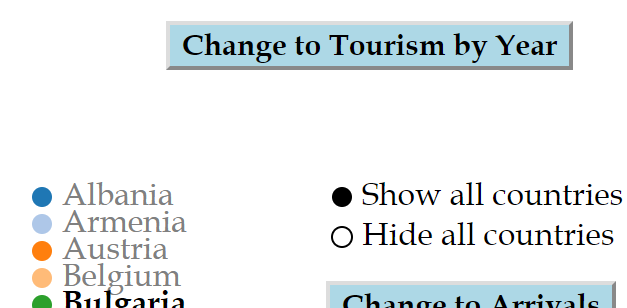 Change to Tourism by Year
Albania
Armenia
Austria
Belgium
Bulgaria
Show all countries
Hide all countries
Change to Arrivals